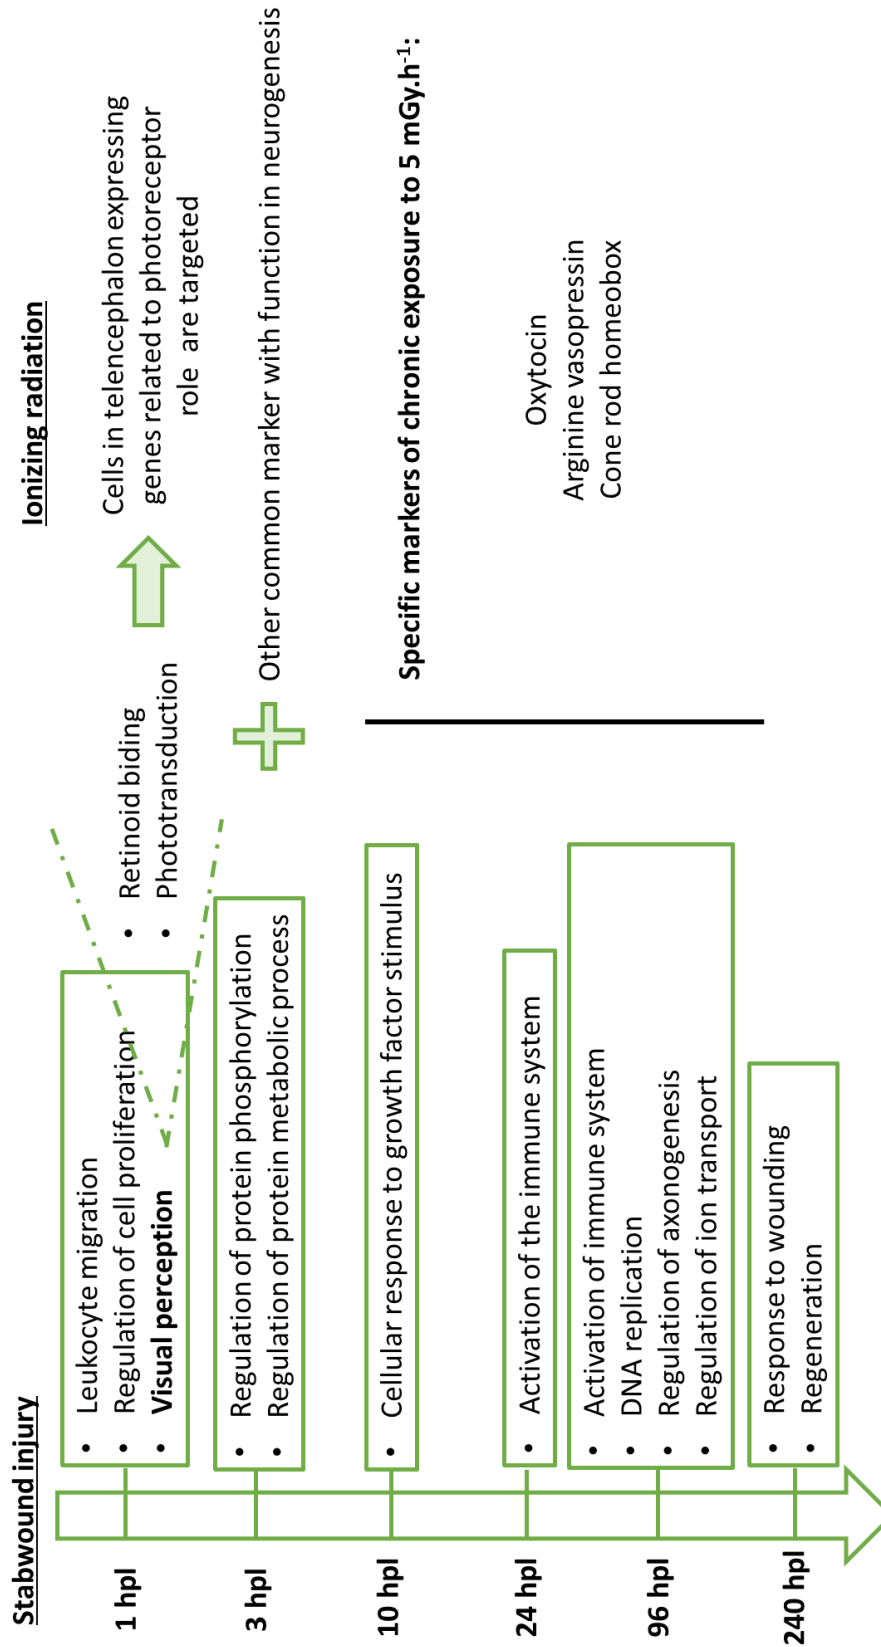 Stabwound injury
1 hpl
• Leukocyte migration
• Regulation of cell proliferation
• Visual perception
• Retinoid biding
• Phototransduction
3 hpl
• Regulation of protein phosphorylation
• Regulation of protein metabolic process
10 hpl
• Cellular response to growth factor stimulus
24 hpl
• Activation of the immune system
96 hpl
• Activation of immune system
• DNA replication
• Regulation of axonogenesis
• Regulation of ion transport
240 hpl
• Response to wounding
• Regeneration
Ionizing radiation
Cells in telencephalon expressing
genes related to photoreceptor
role are targeted
Other common marker with function in neurogenesis
Specific markers of chronic exposure to 5 mGy.h⁻¹:
Oxytocin
Arginine vasopressin
Cone rod homeobox